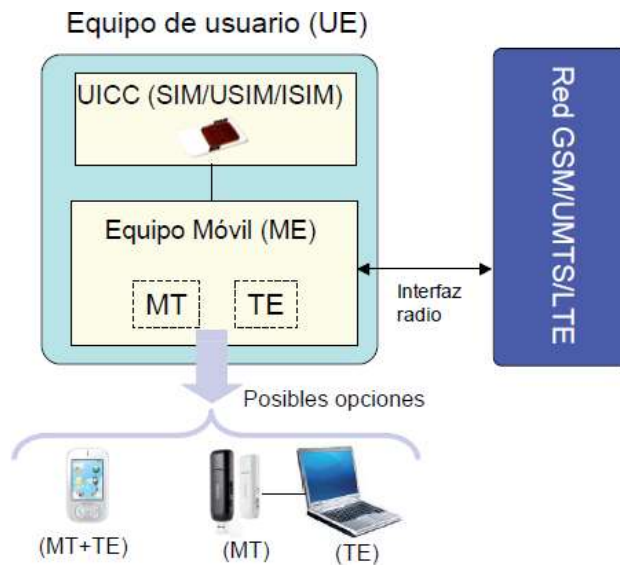 Equipo de usuario (UE)
UICC (SIM/USIM/ISIM)
Equipo Móvil (ME)
MT
TE
Interfaz
radio
Red GSM/UMTS/LTE
Posibles opciones
(MT+TE)
(MT)
(TE)